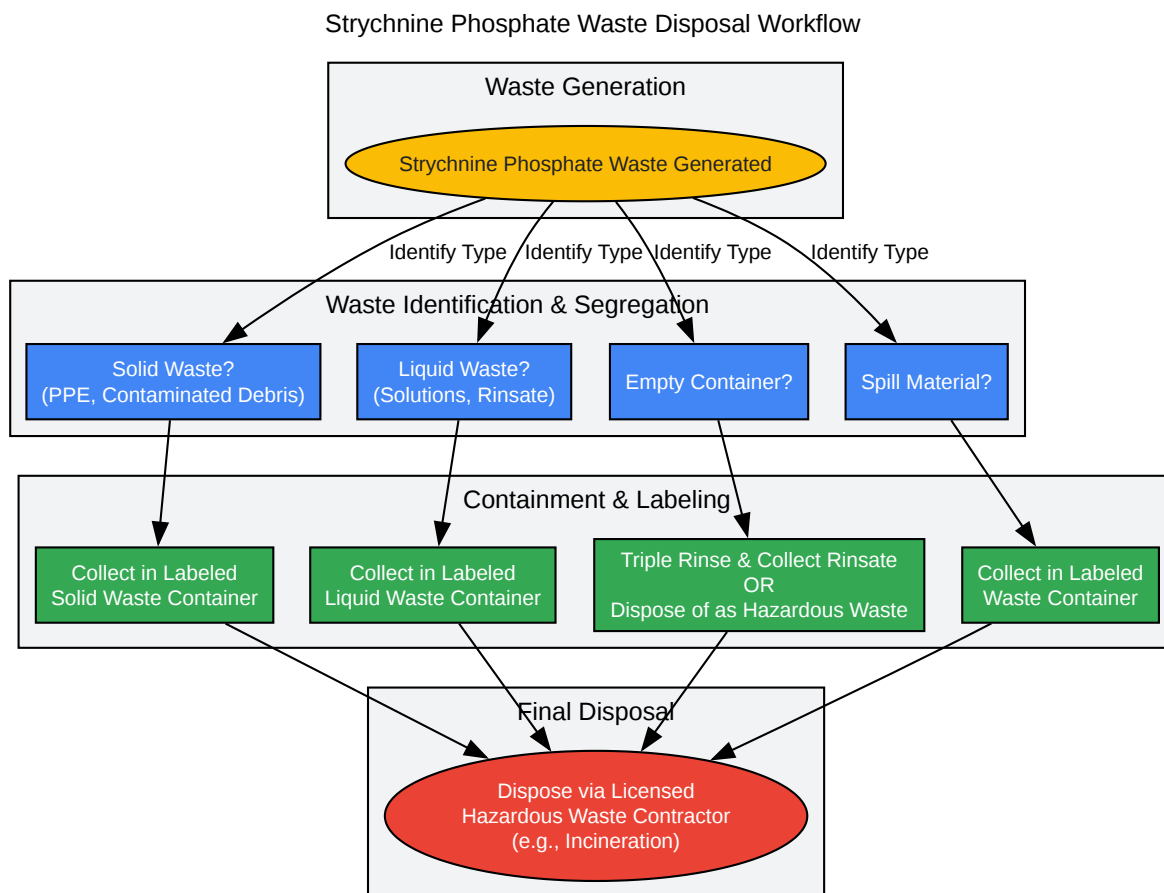 Strychnine Phosphate Waste Disposal Workflow
Waste Generation
Strychnine Phosphate Waste Generated
Identify Type
Identify Type
Identify Type
Identify Type
Waste Identification & Segregation
Solid Waste?
(PPE, Contaminated Debris)
Liquid Waste?
(Solutions, Rinsate)
Empty Container?
Spill Material?
Containment & Labeling
Collect in Labeled
Solid Waste Container
Collect in Labeled
Liquid Waste Container
Triple Rinse & Collect Rinsate
OR
Dispose of as Hazardous Waste
Collect in Labeled
Waste Container
Final Disposal
Dispose via Licensed
Hazardous Waste Contractor
(e.g., Incineration)